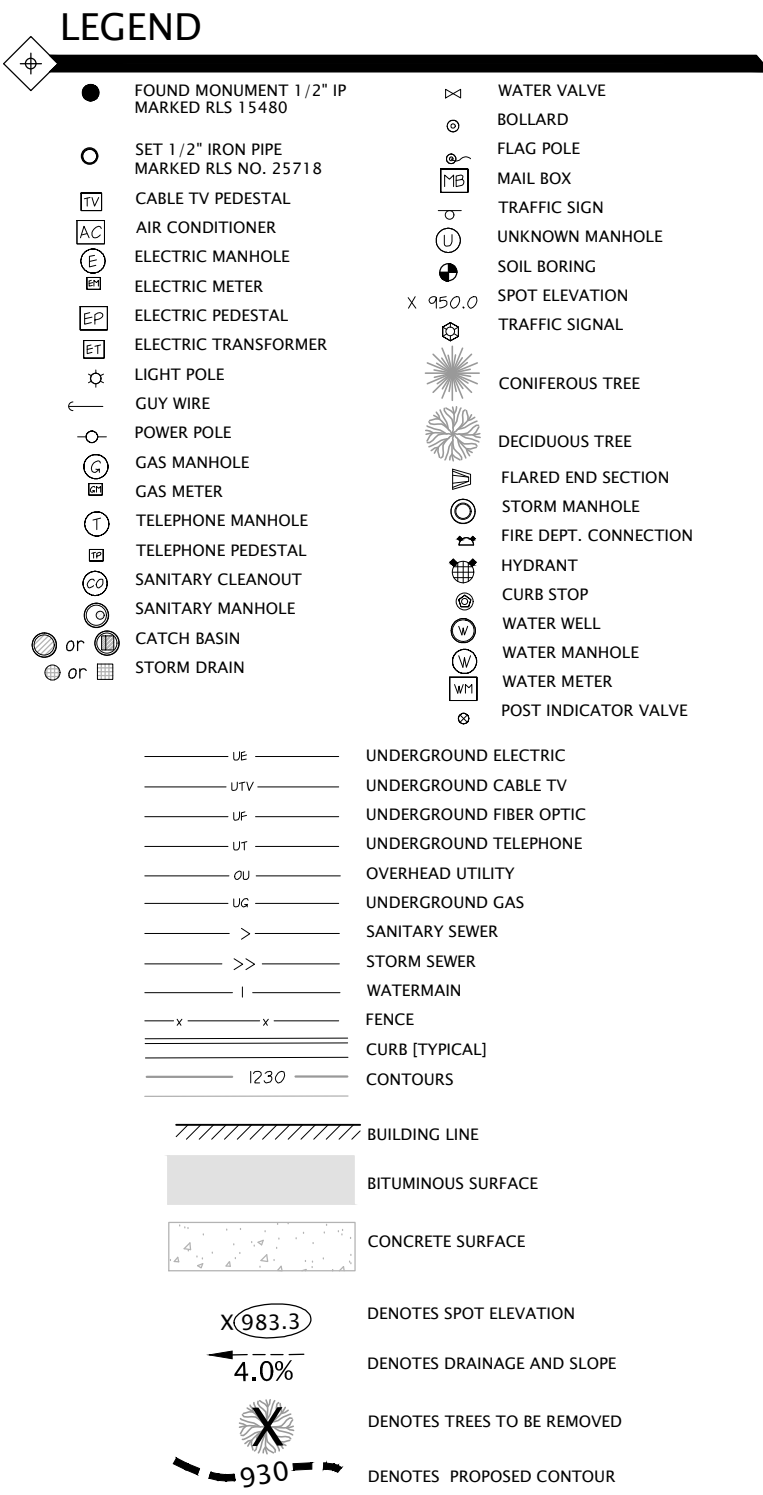 LEGEND
FOUND MONUMENT 1/2" IP
MARKED RLS 15480
SET 1/2" IRON PIPE
MARKED RLS NO. 25718
TV CABLE TV PEDESTAL
AC AIR CONDITIONER
E ELECTRIC MANHOLE
EM ELECTRIC METER
EP ELECTRIC PEDESTAL
ET ELECTRIC TRANSFORMER
LIGHT POLE
GUY WIRE
POWER POLE
G GAS MANHOLE
GM GAS METER
T TELEPHONE MANHOLE
TP TELEPHONE PEDESTAL
CO SANITARY CLEANOUT
SANITARY MANHOLE
or CATCH BASIN
or STORM DRAIN
WATER VALVE
BOLLARD
FLAG POLE
MB MAIL BOX
TRAFFIC SIGN
U UNKNOWN MANHOLE
SOIL BORING
X 950.0 SPOT ELEVATION
TRAFFIC SIGNAL
CONIFEROUS TREE
DECIDUOUS TREE
FLARED END SECTION
STORM MANHOLE
FIRE DEPT. CONNECTION
HYDRANT
CURB STOP
W WATER WELL
W WATER MANHOLE
WM WATER METER
POST INDICATOR VALVE
UE UNDERGROUND ELECTRIC
UTV UNDERGROUND CABLE TV
UF UNDERGROUND FIBER OPTIC
UT UNDERGROUND TELEPHONE
OU OVERHEAD UTILITY
UG UNDERGROUND GAS
> SANITARY SEWER
>> STORM SEWER
I WATERMAIN
x x FENCE
CURB [TYPICAL]
1230 CONTOURS
BUILDING LINE
BITUMINOUS SURFACE
CONCRETE SURFACE
X 983.3 DENOTES SPOT ELEVATION
4.0% DENOTES DRAINAGE AND SLOPE
X DENOTES TREES TO BE REMOVED
930 DENOTES PROPOSED CONTOUR